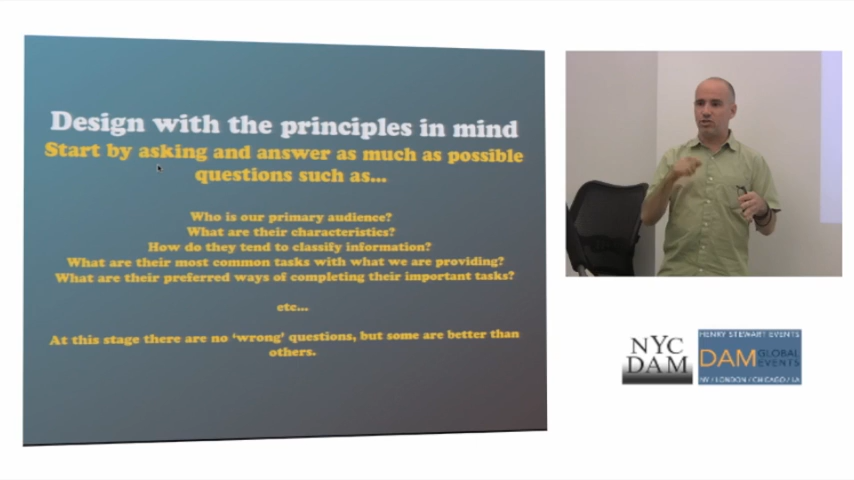 Design with the principles in mind
Start by asking and answer as much as possible
questions such as...
Who is our primary audience?
What are their characteristics?
How do they tend to classify information?
What are their most common tasks with what we are providing?
What are their preferred ways of completing their important tasks?
etc...
At this stage there are no ‘wrong’ questions, but some are better than
others.
NYC
DAM
HENRY STEWART EVENTS
DAM GLOBAL
EVENTS
NY / LONDON / CHICAGO / LA